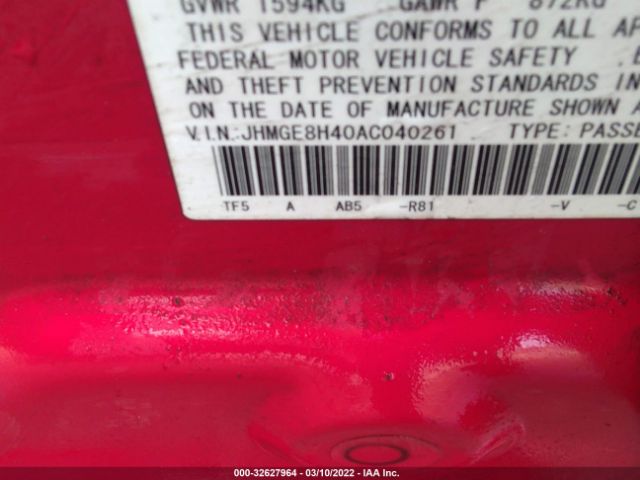 GVWR 1594KG GAWR F 872KG
THIS VEHICLE CONFORMS TO ALL
FEDERAL MOTOR VEHICLE SAFETY
AND THEFT PREVENTION STANDARDS IN
ON THE DATE OF MANUFACTURE SHOWN
V.I.N.:JHMGE8H40AC040261 TYPE: PASSE
TF5 A AB5 -R81 -V -C
000-32627964 - 03/10/2022 - IAA Inc.